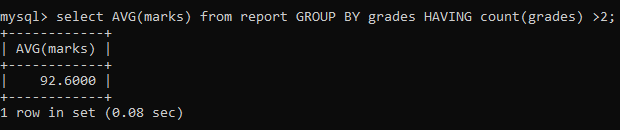 mysql> select AVG(marks) from report GROUP BY grades HAVING count(grades) >2;
+------------+
| AVG(marks) |
+------------+
|    92.6000 |
+------------+
1 row in set (0.08 sec)